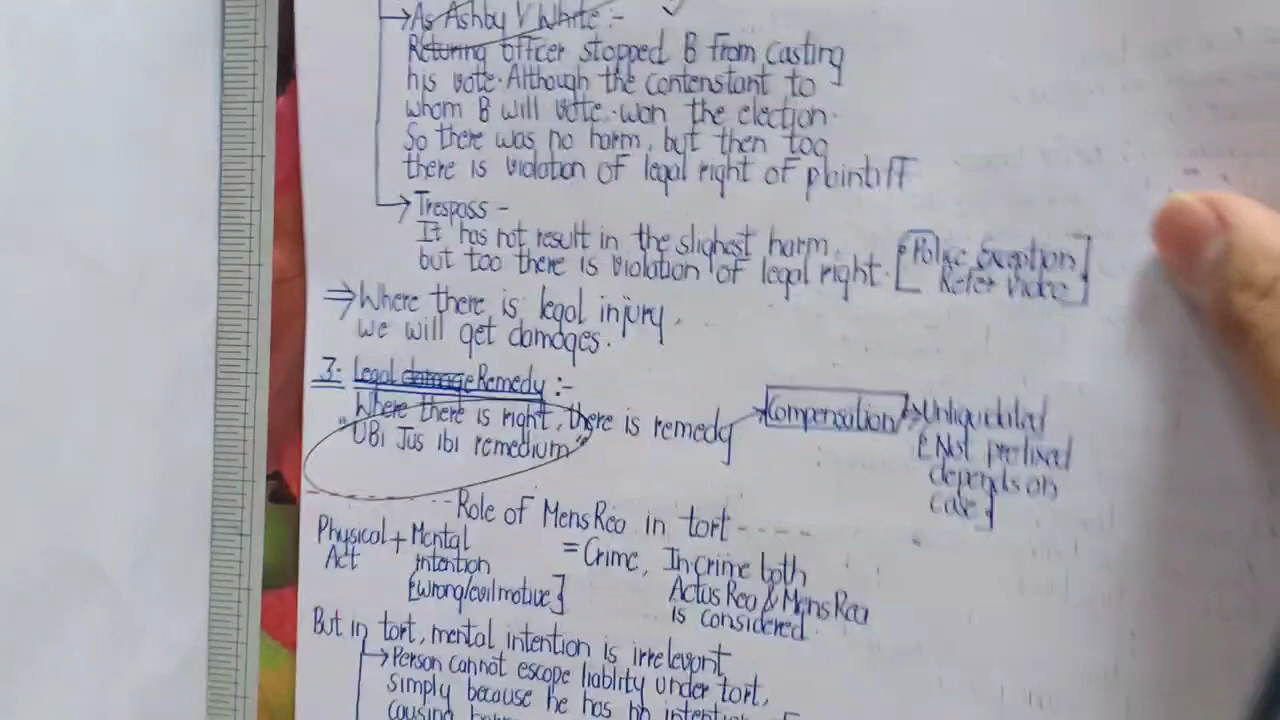 →As Ashby V White :-
Returing officer stopped B from casting
his vote. Although the contenstant to
whom B will vote. won the election.
So there was no harm, but then too
there is violation of legal right of plaintiff
→Trespass -
It has not result in the slighest harm,
but too there is violation of legal right. [Police Exception
Refer video]
⇒Where there is legal injury,
we will get damages.
3. Legal damage Remedy :-
Where there is right, there is remedy →Compensation→Unliquidated
"UBi Jus ibi remedium"
[Not prefixed
depends on
case]
---Role of Mens Rea in tort-----
Physical + Mental = Crime, In crime both
Act intention Actus Rea & Mens Rea
[wrong/evil motive] is considered.
But in tort, mental intention is irrelevant
→Person cannot escape liablity under tort,
simply because he has no intention of
causing